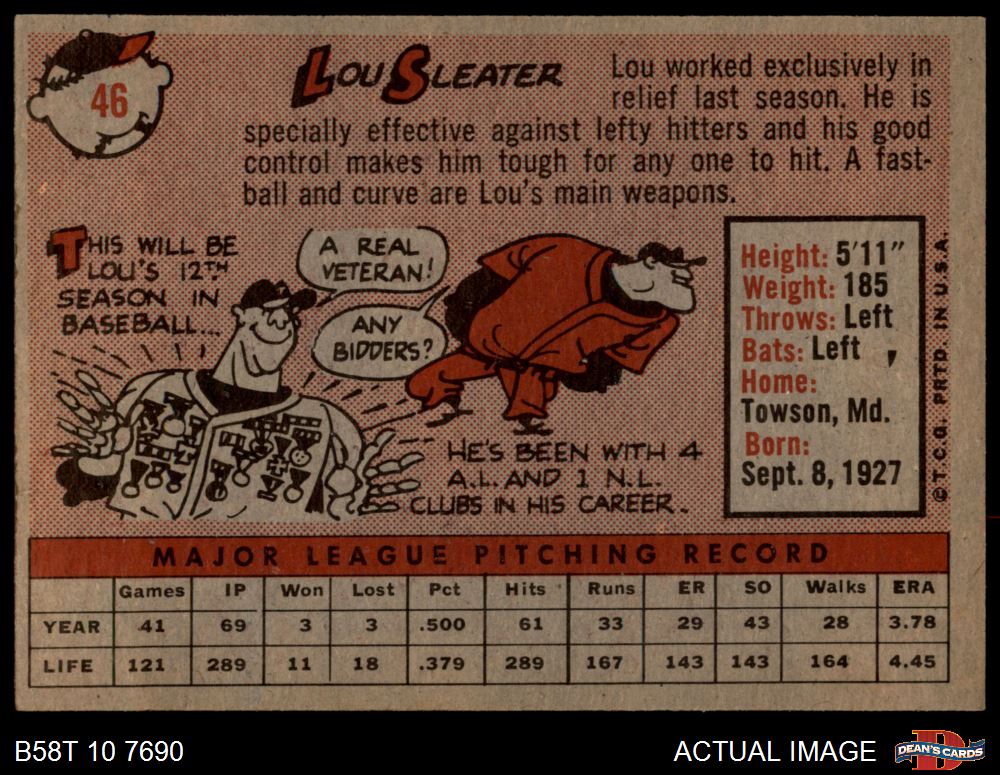 46
LOU SLEATER
Lou worked exclusively in
relief last season. He is
specially effective against lefty hitters and his good
control makes him tough for any one to hit. A fast-
ball and curve are Lou's main weapons.
THIS WILL BE
LOU'S 12TH
SEASON IN
BASEBALL...
A REAL
VETERAN!
ANY
BIDDERS?
HE'S BEEN WITH 4
A.L. AND 1 N.L.
CLUBS IN HIS CAREER.
Height: 5'11"
Weight: 185
Throws: Left
Bats: Left
Home:
Towson, Md.
Born:
Sept. 8, 1927
© T.C.G. PRTD. IN U.S.A.
MAJOR LEAGUE PITCHING RECORD
Games IP Won Lost Pct Hits Runs ER SO Walks ERA
YEAR 41 69 3 3 .500 61 33 29 43 28 3.78
LIFE 121 289 11 18 .379 289 167 143 143 164 4.45
B58T 10 7690
ACTUAL IMAGE
DEAN'S CARDS